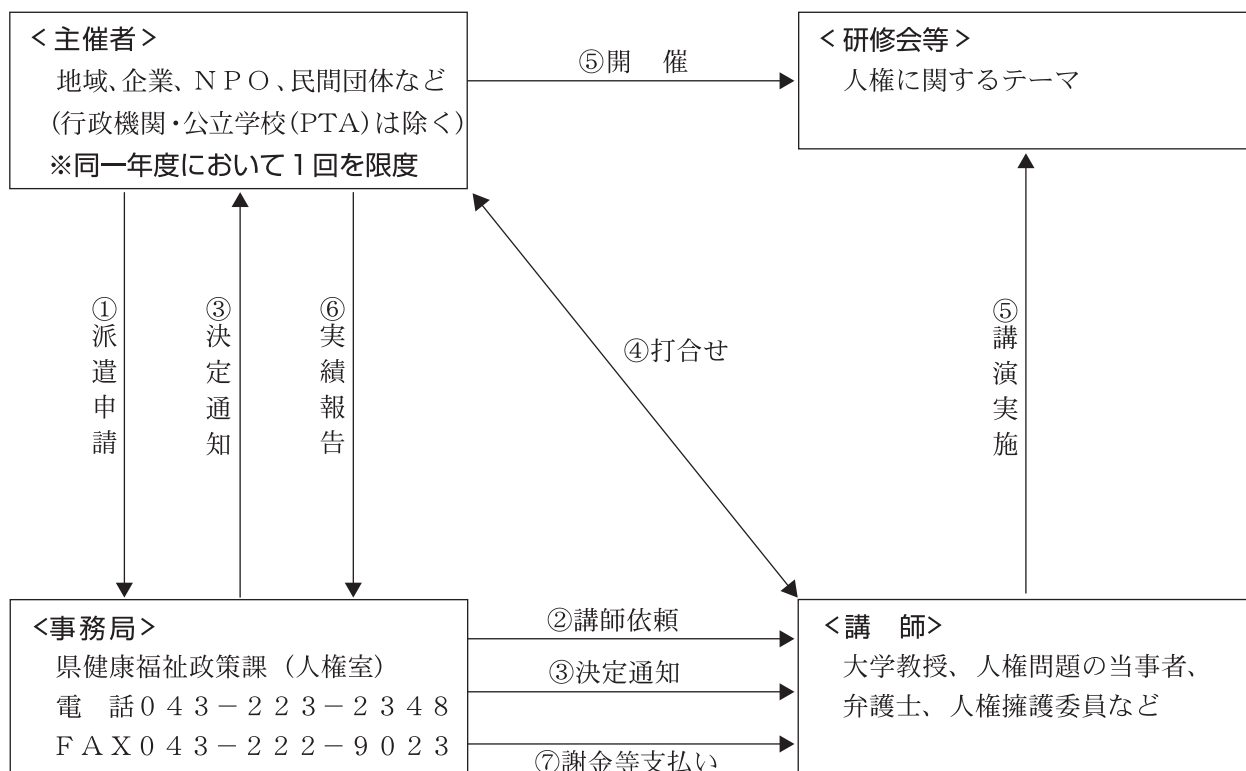 <主催者>
地域、企業、ＮＰＯ、民間団体など
(行政機関・公立学校(PTA)は除く)
※同一年度において１回を限度
⑤開　催
<研修会等>
人権に関するテーマ
①派遣申請
③決定通知
⑥実績報告
④打合せ
⑤講演実施
<事務局>
県健康福祉政策課（人権室）
電　話０４３－２２３－２３４８
ＦＡＸ０４３－２２２－９０２３
②講師依頼
③決定通知
⑦謝金等支払い
<講　師>
大学教授、人権問題の当事者、
弁護士、人権擁護委員など